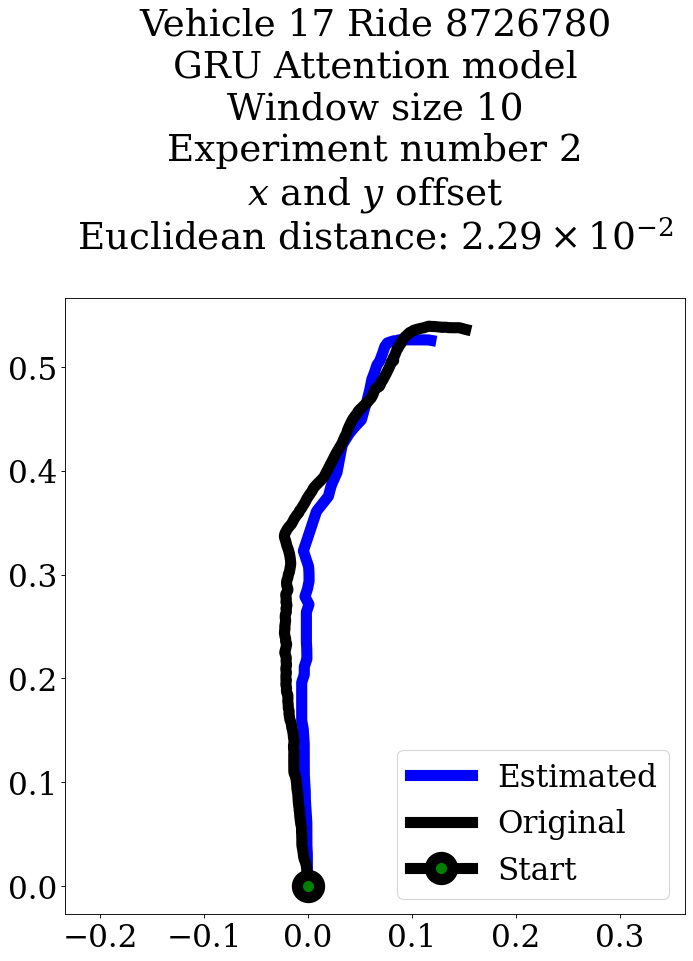 Vehicle 17 Ride 8726780
GRU Attention model
Window size 10
Experiment number 2
x and y offset
Euclidean distance: 2.29 × 10⁻²
0.5
0.4
0.3
0.2
0.1
0.0
Estimated
Original
Start
−0.2 −0.1 0.0 0.1 0.2 0.3